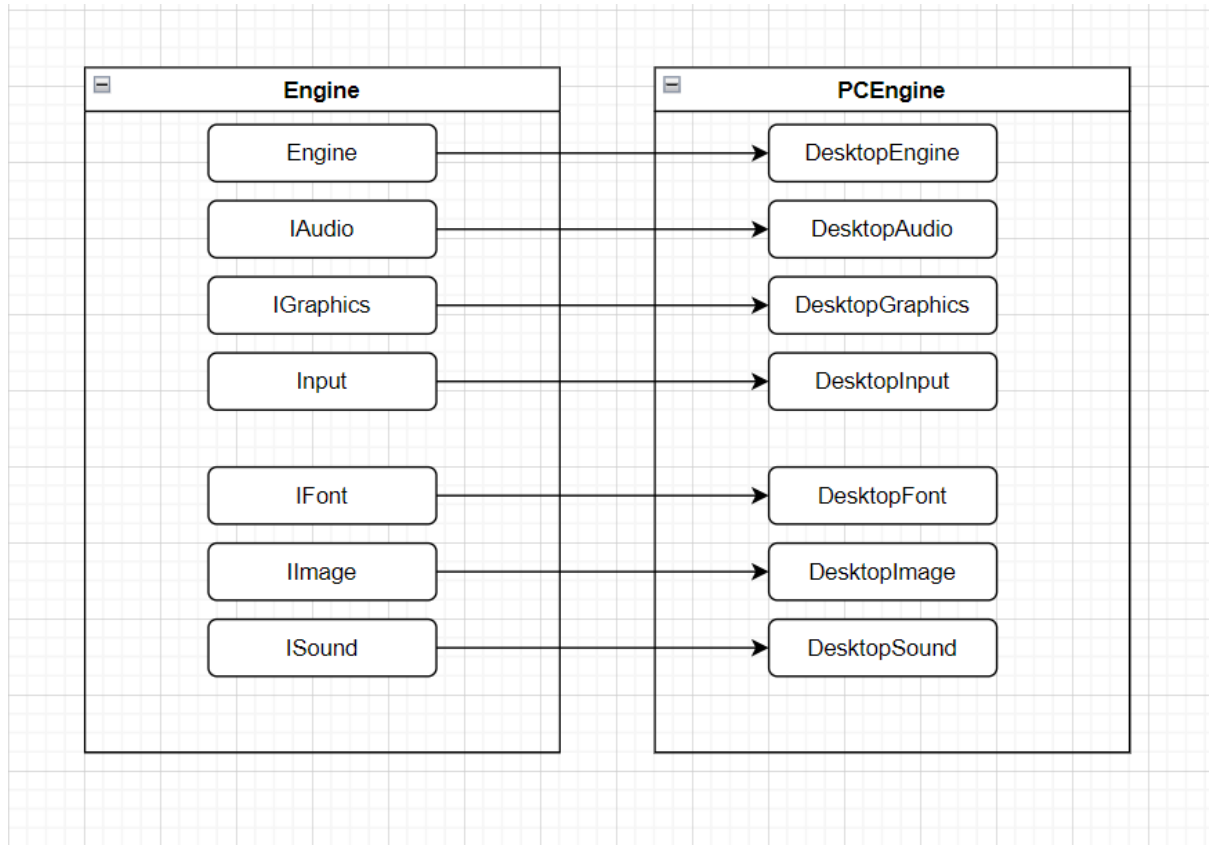 Engine
PCEngine
Engine
DesktopEngine
IAudio
DesktopAudio
IGraphics
DesktopGraphics
Input
DesktopInput
IFont
DesktopFont
IImage
DesktopImage
ISound
DesktopSound